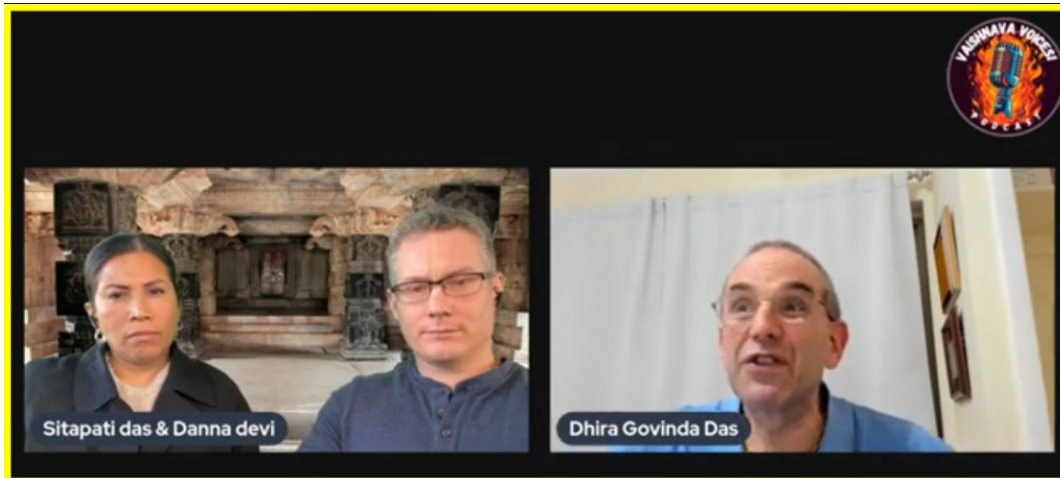 VAISHNAVA VOICES!
PODCAST
Sitapati das & Danna devi
Dhira Govinda Das